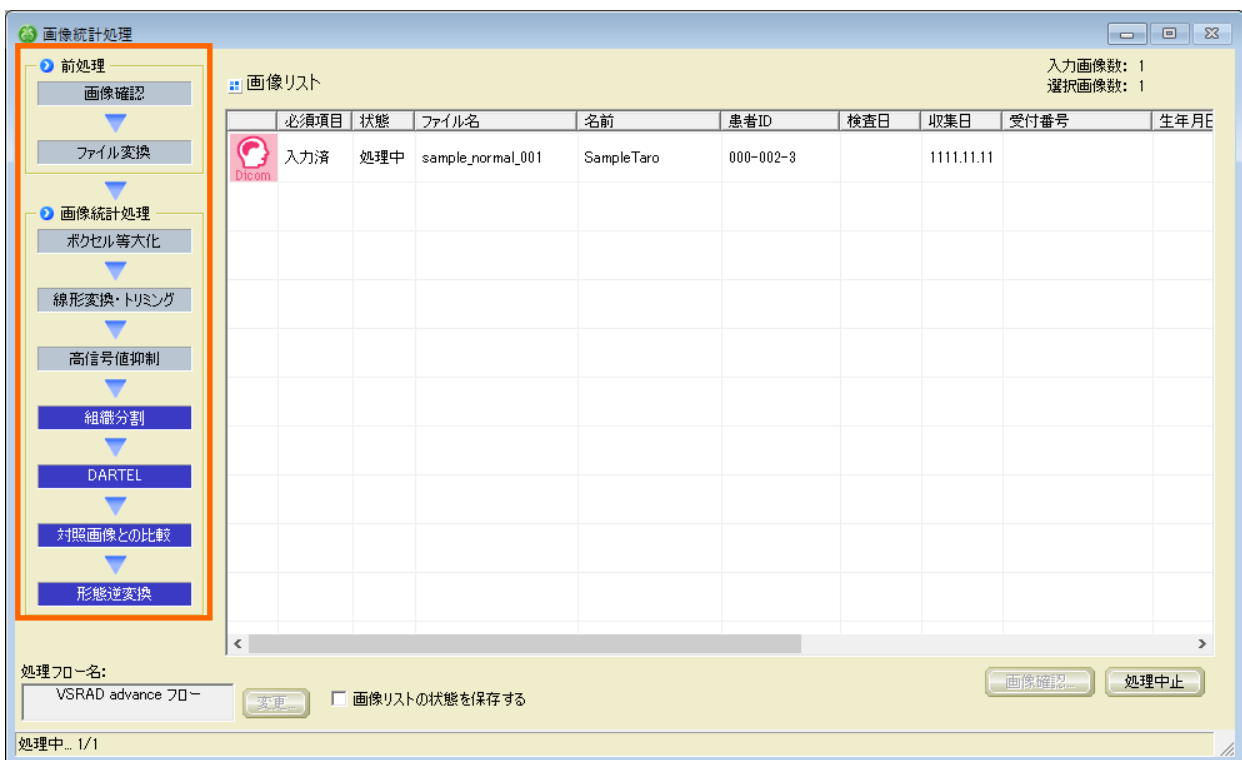 画像統計処理
前処理
画像確認
ファイル変換
画像統計処理
ボクセル等大化
線形変換・トリミング
高信号値抑制
組織分割
DARTEL
対照画像との比較
形態逆変換
画像リスト
入力画像数: 1
選択画像数: 1
必須項目 状態 ファイル名 名前 患者ID 検査日 収集日 受付番号 生年月日
Dicom 入力済 処理中 sample_normal_001 SampleTaro 000-002-3 1111.11.11
処理フロー名:
VSRAD advance フロー
変更...
画像リストの状態を保存する
画像確認...
処理中止
処理中... 1/1